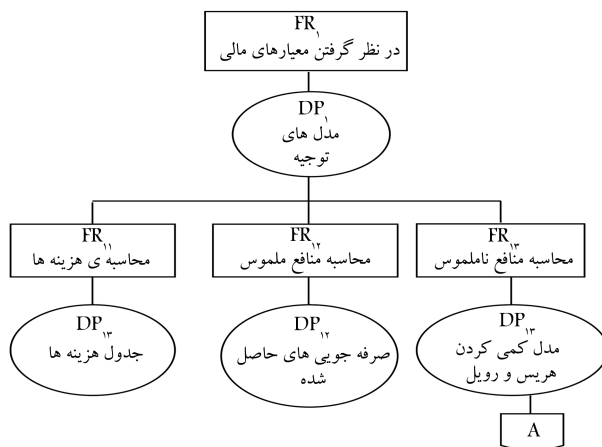 FR۱
در نظر گرفتن معیارهای مالی
DP۱
مدل های
توجیه
FR۱۱
محاسبه ی هزینه ها
FR۱۲
محاسبه منافع ملموس
FR۱۳
محاسبه منافع ناملموس
DP۱۳
جدول هزینه ها
DP۱۲
صرفه جویی های حاصل
شده
DP۱۳
مدل کمی کردن
هریس و رویل
A